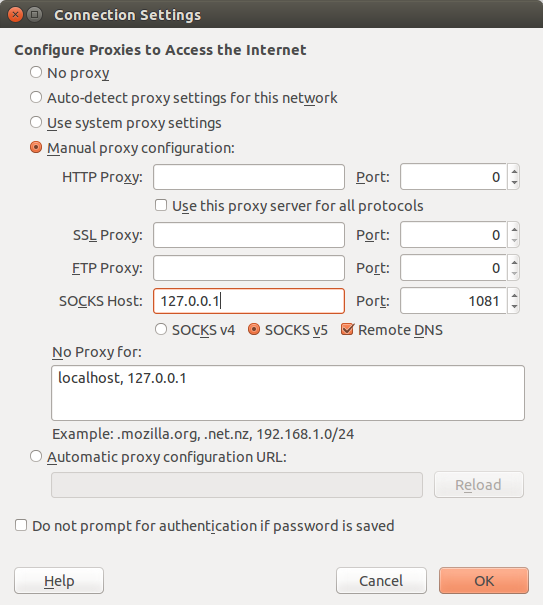 Connection Settings
Configure Proxies to Access the Internet
No proxy
Auto-detect proxy settings for this network
Use system proxy settings
Manual proxy configuration:
HTTP Proxy: Port: 0
Use this proxy server for all protocols
SSL Proxy: Port: 0
FTP Proxy: Port: 0
SOCKS Host: 127.0.0.1 Port: 1081
SOCKS v4 SOCKS v5 Remote DNS
No Proxy for:
localhost, 127.0.0.1
Example: .mozilla.org, .net.nz, 192.168.1.0/24
Automatic proxy configuration URL:
Reload
Do not prompt for authentication if password is saved
Help Cancel OK